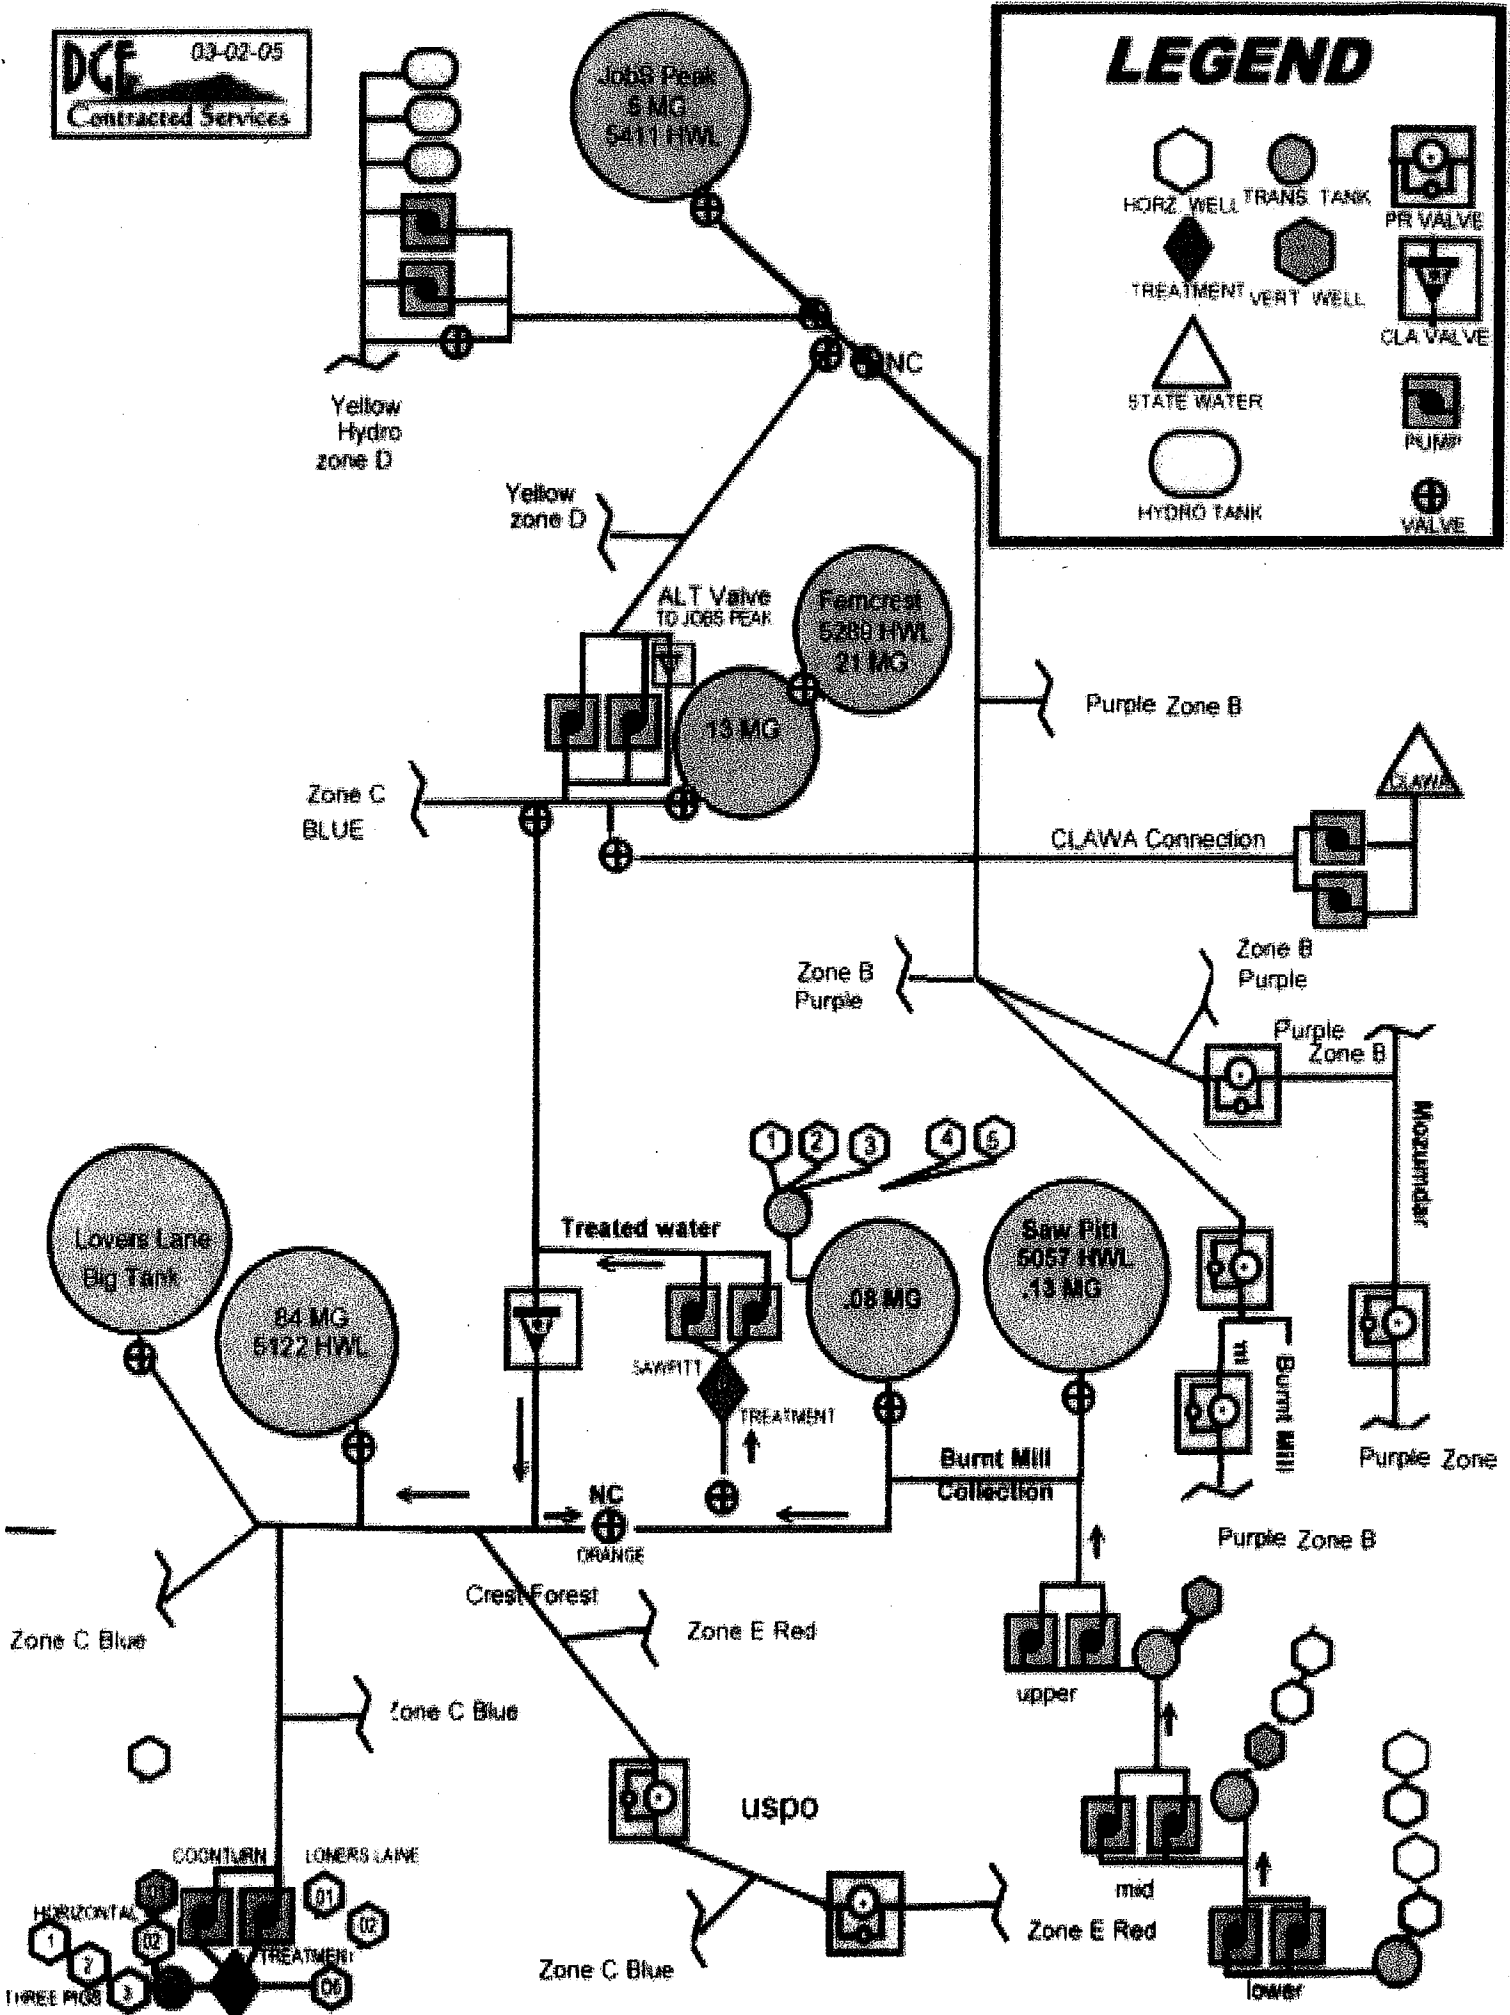 DCF 03-02-05
Contracted Services
JobS Peak
5 MG
5411 HWL
LEGEND
HORZ WELL
TRANS. TANK
PR VALVE
TREATMENT
VERT WELL
CLA VALVE
STATE WATER
PUMP
HYDRO TANK
VALVE
NC
Yellow
Hydro
zone D
Yellow
zone D
ALT Valve
TO JOBS PEAK
Ferncrest
5289 HWL
21 MG
13 MG
Purple Zone B
Zone C
BLUE
CLAWA
CLAWA Connection
Zone B
Purple
Zone B
Purple
Purple
Zone B
Mozumdar
1
2
3
4
5
Treated water
Lovers Lane
Big Tank
84 MG
5122 HWL
.08 MG
Saw Pitt
5057 HWL
.13 MG
SAWPITT
TREATMENT
Burnt Mill
Collection
ml
Burnt Mill
Purple Zone
NC
ORANGE
Purple Zone B
Crest Forest
Zone E Red
Zone C Blue
upper
Zone C Blue
uspo
COONTURN
LOMERS LAINE
HORIZONTAL
01
02
02
1
2
3
TREATMENT
06
THREE PIGS
mid
Zone E Red
Zone C Blue
lower